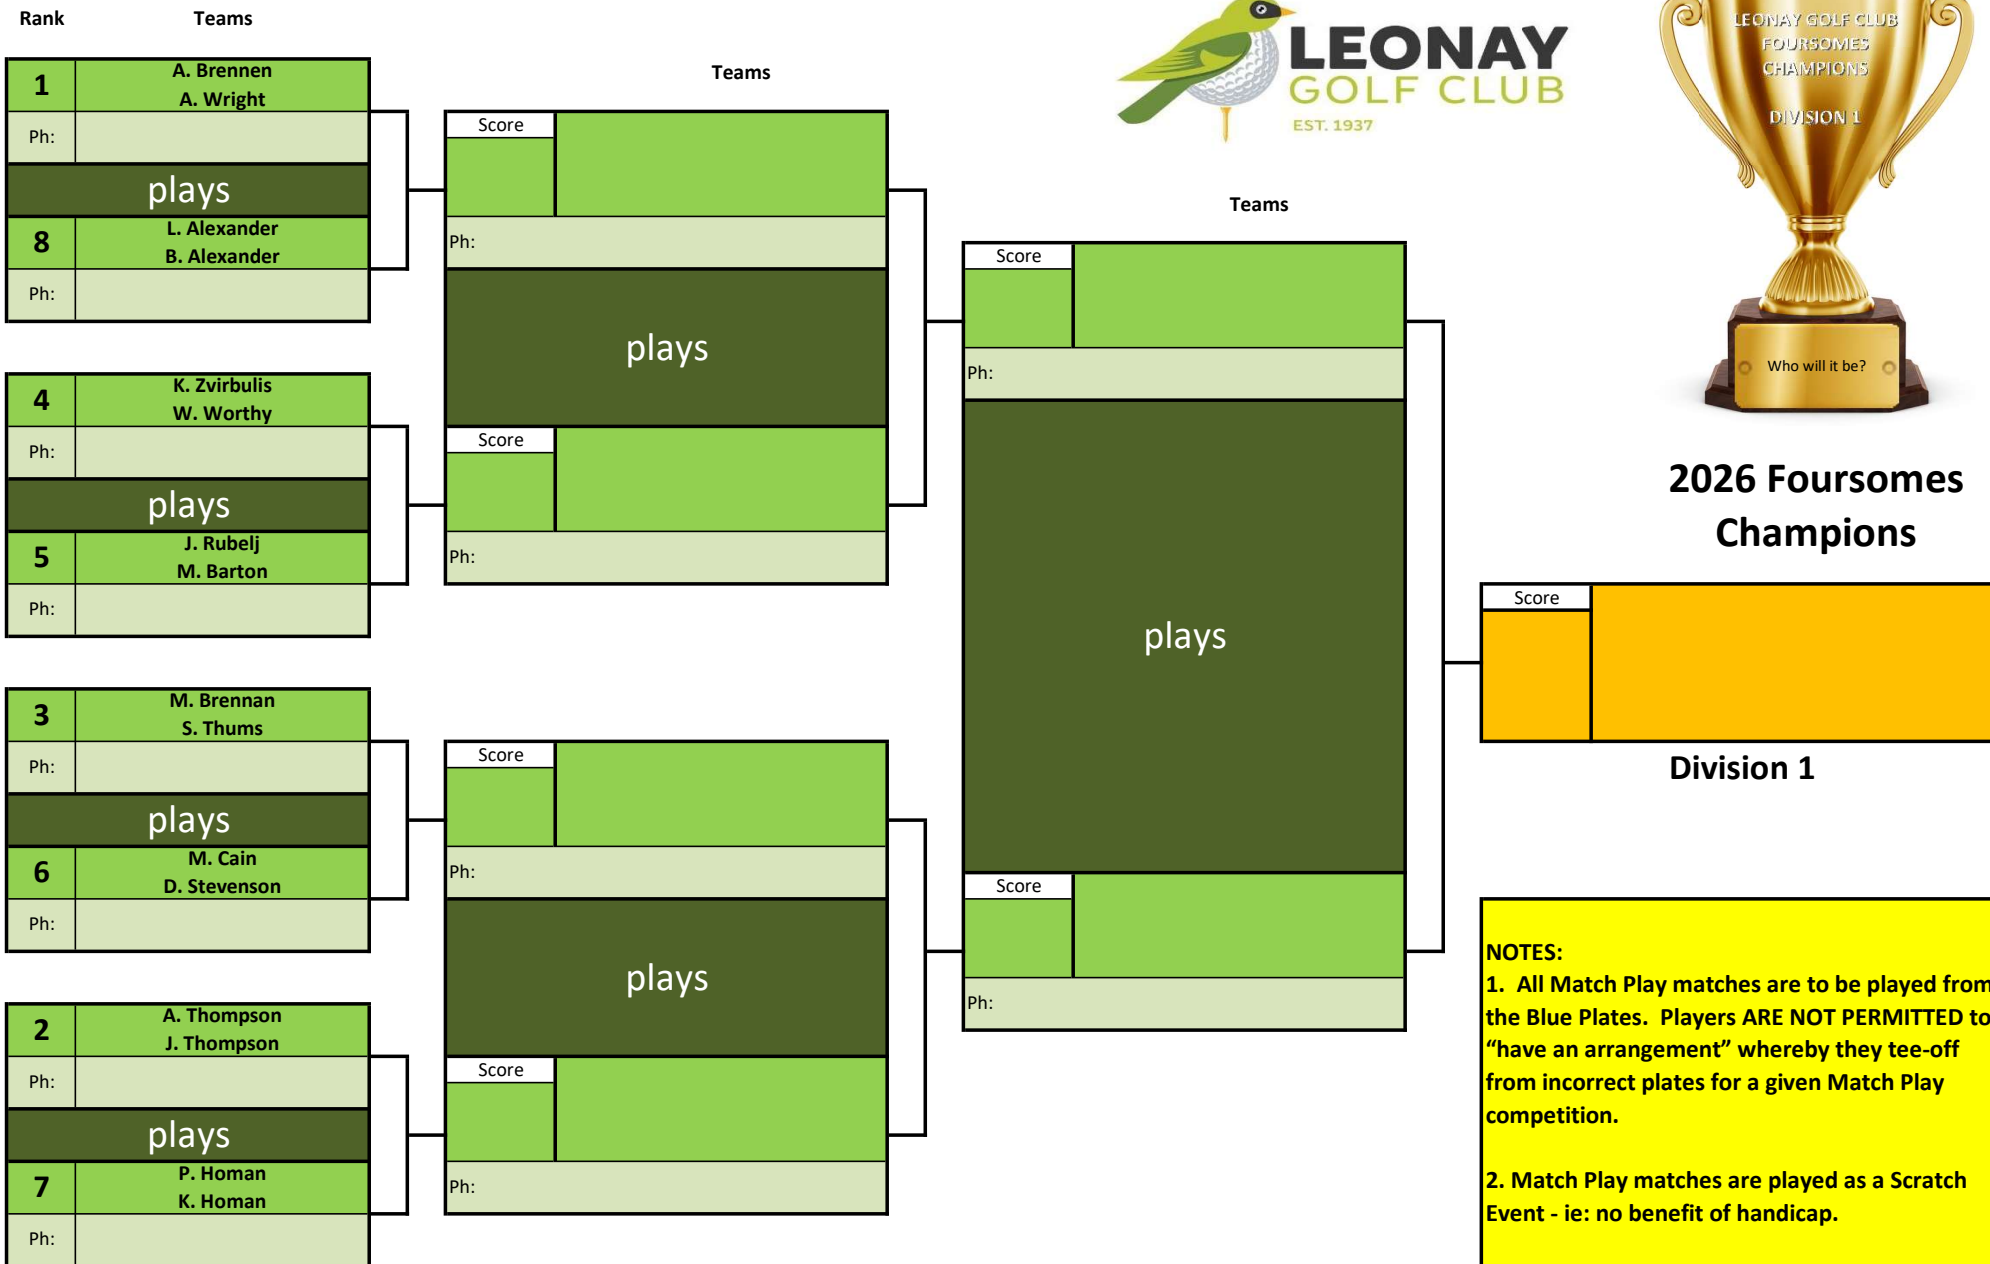 Rank Teams
1 A. Brennen
A. Wright
Ph:
plays
8 L. Alexander
B. Alexander
Ph:
4 K. Zvirbulis
W. Worthy
Ph:
plays
5 J. Rubelj
M. Barton
Ph:
3 M. Brennan
S. Thums
Ph:
plays
6 M. Cain
D. Stevenson
Ph:
2 A. Thompson
J. Thompson
Ph:
plays
7 P. Homan
K. Homan
Ph:
Teams
Score
Ph:
plays
Score
Ph:
Score
Ph:
plays
Score
Ph:
LEONAY
GOLF CLUB
EST. 1937
Teams
Score
Ph:
plays
Score
Ph:
LEONAY GOLF CLUB
FOURSOMES
CHAMPIONS
DIVISION 1
Who will it be?
2026 Foursomes
Champions
Score
Division 1
NOTES:
1. All Match Play matches are to be played from
the Blue Plates. Players ARE NOT PERMITTED to
“have an arrangement” whereby they tee-off
from incorrect plates for a given Match Play
competition.
2. Match Play matches are played as a Scratch
Event - ie: no benefit of handicap.